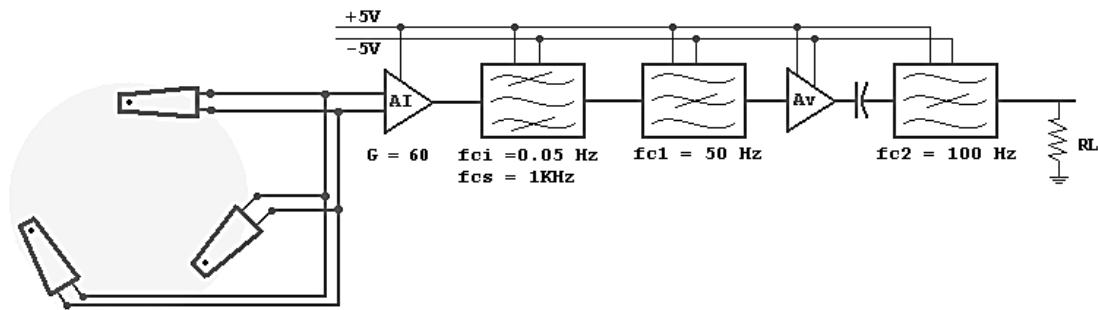 +5V
-5V
AI
Av
G = 60
fci =0.05 Hz
fcs = 1KHz
fc1 = 50 Hz
fc2 = 100 Hz
RL